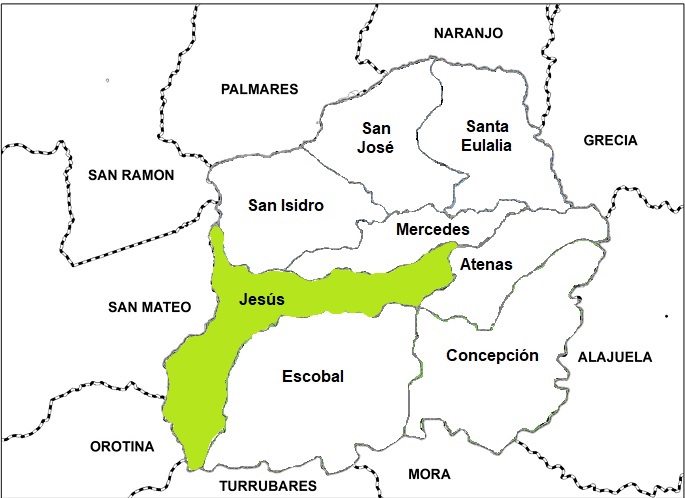 NARANJO
PALMARES
San
José
Santa
Eulalia
GRECIA
SAN RAMON
San Isidro
Mercedes
Atenas
SAN MATEO
Jesús
Escobal
Concepción
ALAJUELA
OROTINA
TURRUBARES
MORA